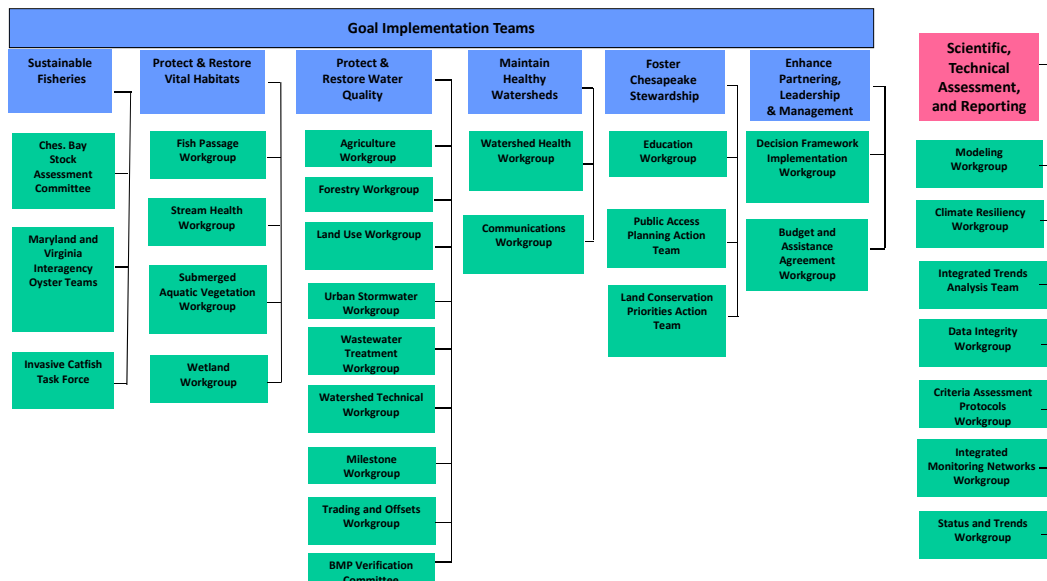 Goal Implementation Teams
Sustainable
Fisheries
Ches. Bay
Stock
Assessment
Committee
Maryland and
Virginia
Interagency
Oyster Teams
Invasive Catfish
Task Force
Protect & Restore
Vital Habitats
Fish Passage
Workgroup
Stream Health
Workgroup
Submerged
Aquatic Vegetation
Workgroup
Wetland
Workgroup
Protect &
Restore Water
Quality
Agriculture
Workgroup
Forestry Workgroup
Land Use Workgroup
Urban Stormwater
Workgroup
Wastewater
Treatment
Workgroup
Watershed Technical
Workgroup
Milestone
Workgroup
Trading and Offsets
Workgroup
BMP Verification
Committee
Maintain
Healthy
Watersheds
Watershed Health
Workgroup
Communications
Workgroup
Foster
Chesapeake
Stewardship
Education
Workgroup
Public Access
Planning Action
Team
Land Conservation
Priorities Action
Team
Enhance
Partnering,
Leadership
& Management
Decision Framework
Implementation
Workgroup
Budget and
Assistance
Agreement
Workgroup
Scientific,
Technical
Assessment,
and Reporting
Modeling
Workgroup
Climate Resiliency
Workgroup
Integrated Trends
Analysis Team
Data Integrity
Workgroup
Criteria Assessment
Protocols
Workgroup
Integrated
Monitoring Networks
Workgroup
Status and Trends
Workgroup